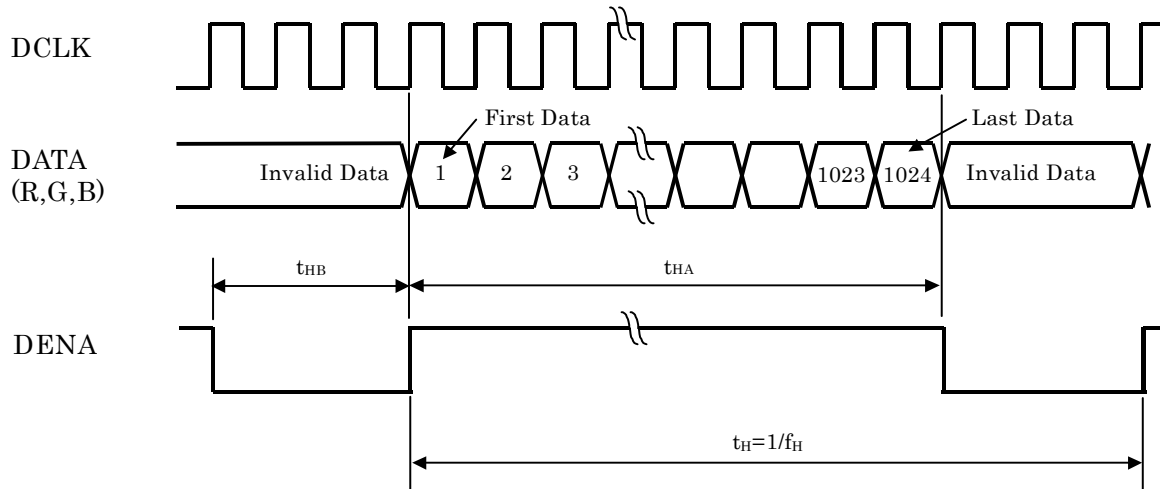 DCLK
First Data
Last Data
DATA
(R,G,B)
Invalid Data
1
2
3
1023
1024
Invalid Data
tHB
tHA
DENA
tH=1/fH